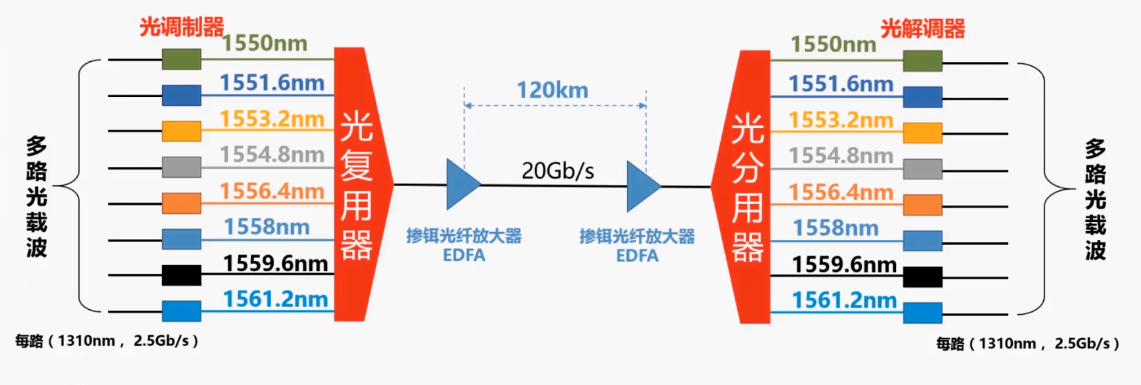 光调制器
光解调器
1550nm
1551.6nm
1553.2nm
1554.8nm
1556.4nm
1558nm
1559.6nm
1561.2nm
多路光载波
每路（1310nm ，2.5Gb/s）
光复用器
120km
20Gb/s
掺铒光纤放大器
EDFA
掺铒光纤放大器
EDFA
光分用器
1550nm
1551.6nm
1553.2nm
1554.8nm
1556.4nm
1558nm
1559.6nm
1561.2nm
多路光载波
每路（1310nm ，2.5Gb/s）